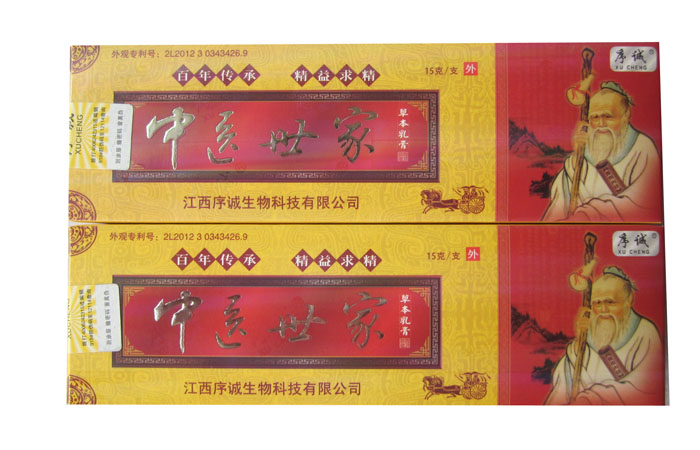 外观专利号：2L2012 3 0343426.9
百年传承 精益求精
15克/支 外
中医世家
草本乳膏
江西序诚生物科技有限公司
序诚
XU CHENG
XUCHENG
外观专利号：2L2012 3 0343426.9
百年传承 精益求精
15克/支 外
中医世家
草本乳膏
江西序诚生物科技有限公司
序诚
XU CHENG
XUCHENG